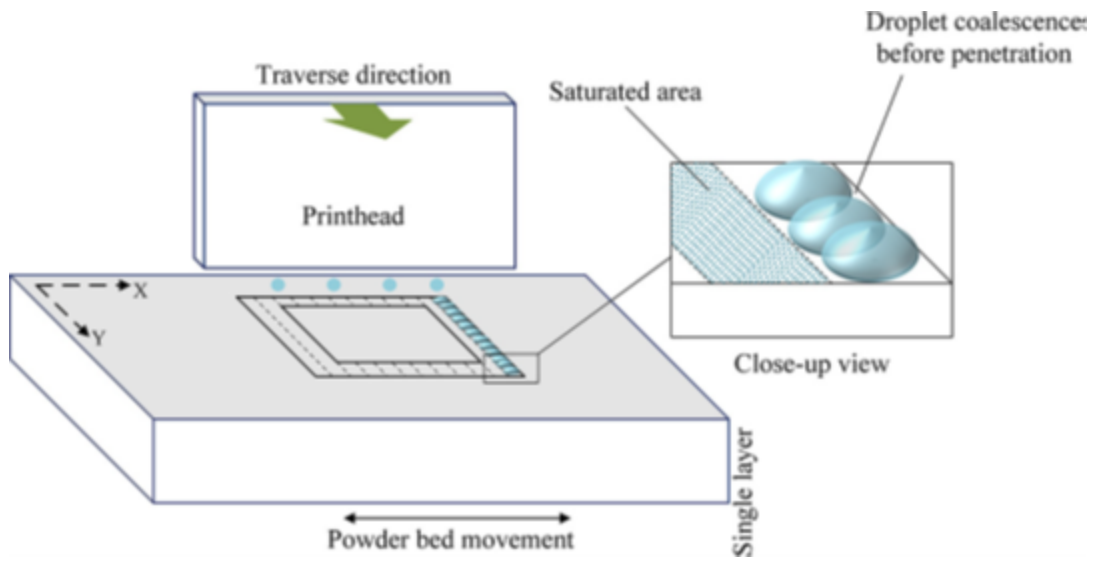 Traverse direction
Printhead
X
Y
Powder bed movement
Single layer
Saturated area
Droplet coalescences
before penetration
Close-up view